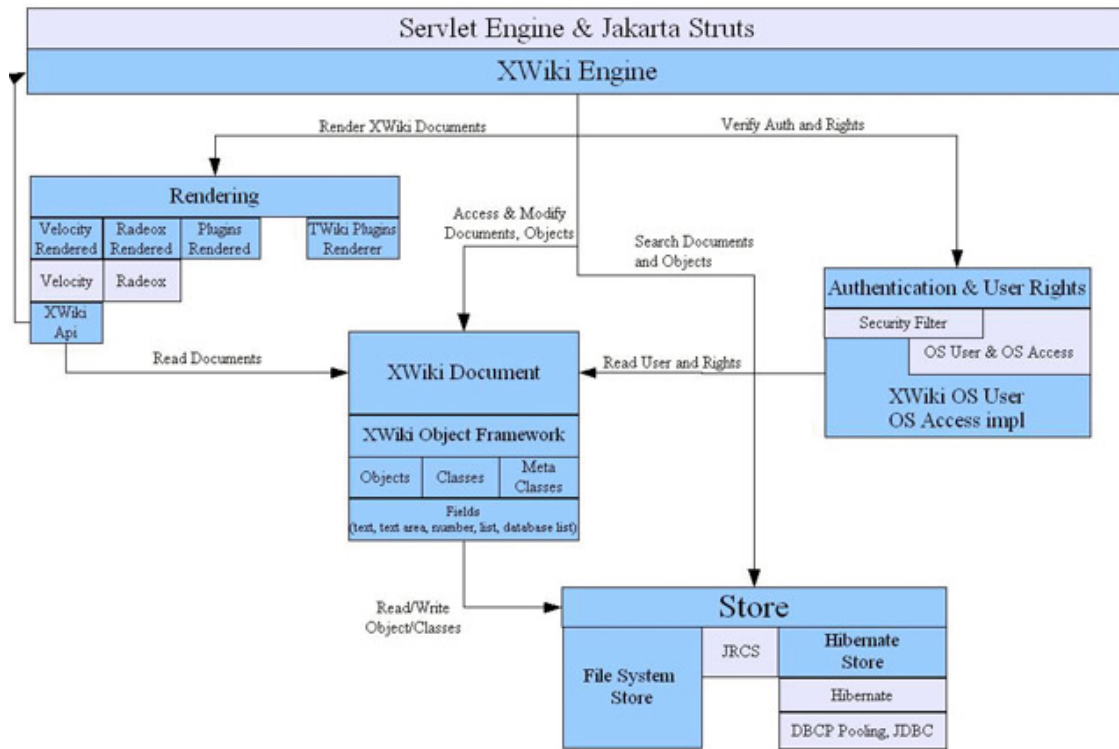 Servlet Engine & Jakarta Struts
XWiki Engine
Render XWiki Documents
Verify Auth and Rights
Rendering
Velocity
Rendered
Radeox
Rendered
Plugins
Rendered
TWiki Plugins
Renderer
Velocity
Radeox
XWiki
Api
Access & Modify
Documents, Objects
Search Documents
and Objects
Authentication & User Rights
Security Filter
OS User & OS Access
XWiki OS User
OS Access impl
Read Documents
Read User and Rights
XWiki Document
XWiki Object Framework
Objects
Classes
Meta
Classes
Fields
(text, text area, number, list, database list)
Read/Write
Object/Classes
Store
File System
Store
JRCS
Hibernate
Store
Hibernate
DBCP Pooling, JDBC